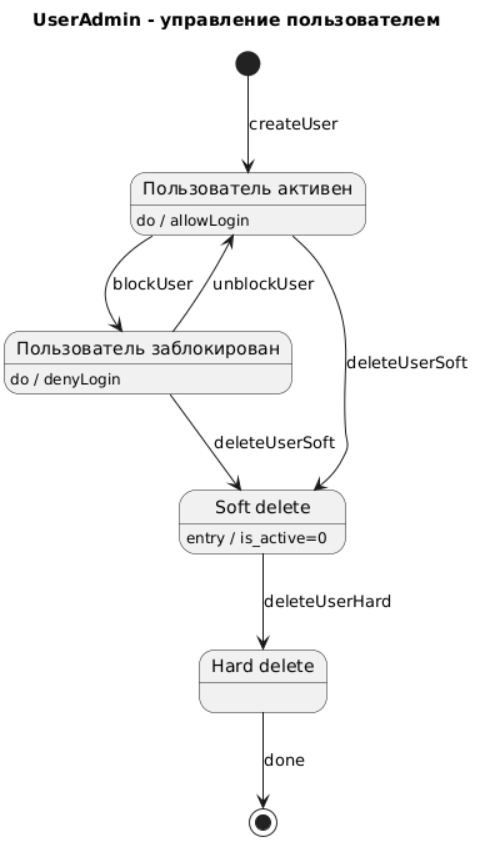 UserAdmin - управление пользователем
createUser
Пользователь активен
do / allowLogin
blockUser
unblockUser
Пользователь заблокирован
do / denyLogin
deleteUserSoft
deleteUserSoft
Soft delete
entry / is_active=0
deleteUserHard
Hard delete
done